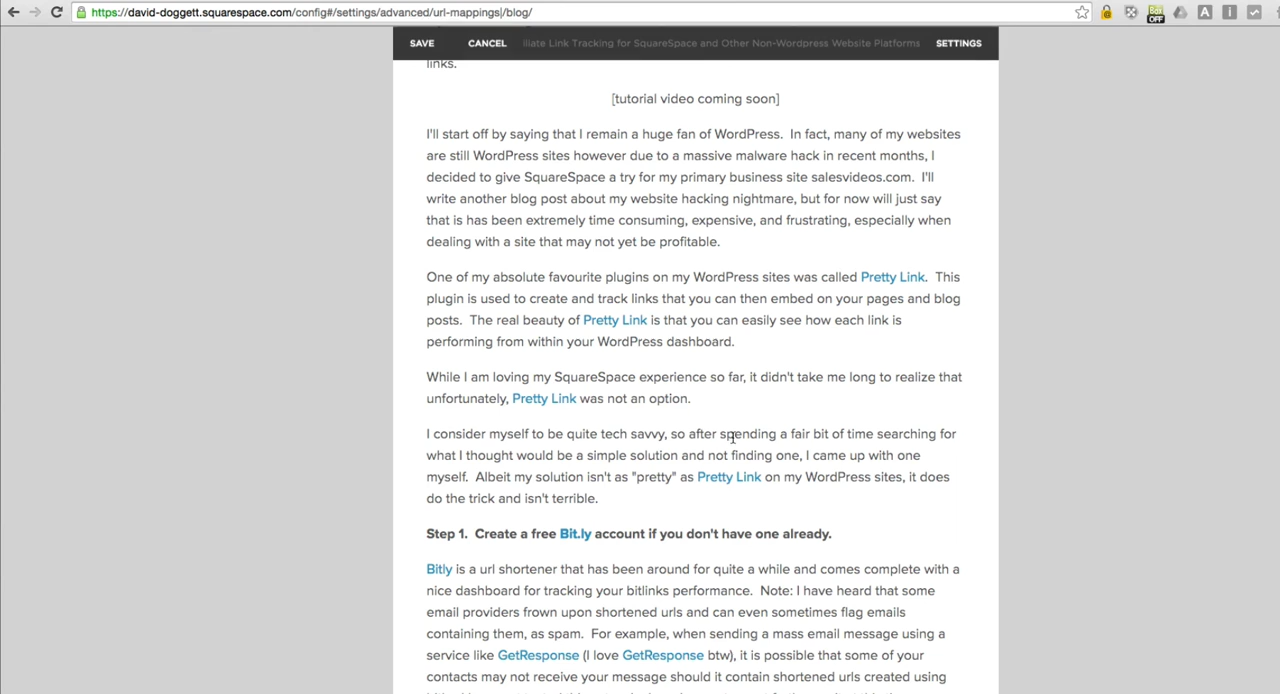 https://david-doggett.squarespace.com/config#/settings/advanced/url-mappings|/blog/
SAVE CANCEL iliate Link Tracking for SquareSpace and Other Non-Wordpress Website Platforms SETTINGS
links.
[tutorial video coming soon]
I'll start off by saying that I remain a huge fan of WordPress. In fact, many of my websites
are still WordPress sites however due to a massive malware hack in recent months, I
decided to give SquareSpace a try for my primary business site salesvideos.com. I'll
write another blog post about my website hacking nightmare, but for now will just say
that is has been extremely time consuming, expensive, and frustrating, especially when
dealing with a site that may not yet be profitable.
One of my absolute favourite plugins on my WordPress sites was called Pretty Link. This
plugin is used to create and track links that you can then embed on your pages and blog
posts. The real beauty of Pretty Link is that you can easily see how each link is
performing from within your WordPress dashboard.
While I am loving my SquareSpace experience so far, it didn't take me long to realize that
unfortunately, Pretty Link was not an option.
I consider myself to be quite tech savvy, so after spending a fair bit of time searching for
what I thought would be a simple solution and not finding one, I came up with one
myself. Albeit my solution isn't as "pretty" as Pretty Link on my WordPress sites, it does
do the trick and isn't terrible.
Step 1. Create a free Bit.ly account if you don't have one already.
Bitly is a url shortener that has been around for quite a while and comes complete with a
nice dashboard for tracking your bitlinks performance. Note: I have heard that some
email providers frown upon shortened urls and can even sometimes flag emails
containing them, as spam. For example, when sending a mass email message using a
service like GetResponse (I love GetResponse btw), it is possible that some of your
contacts may not receive your message should it contain shortened urls created using